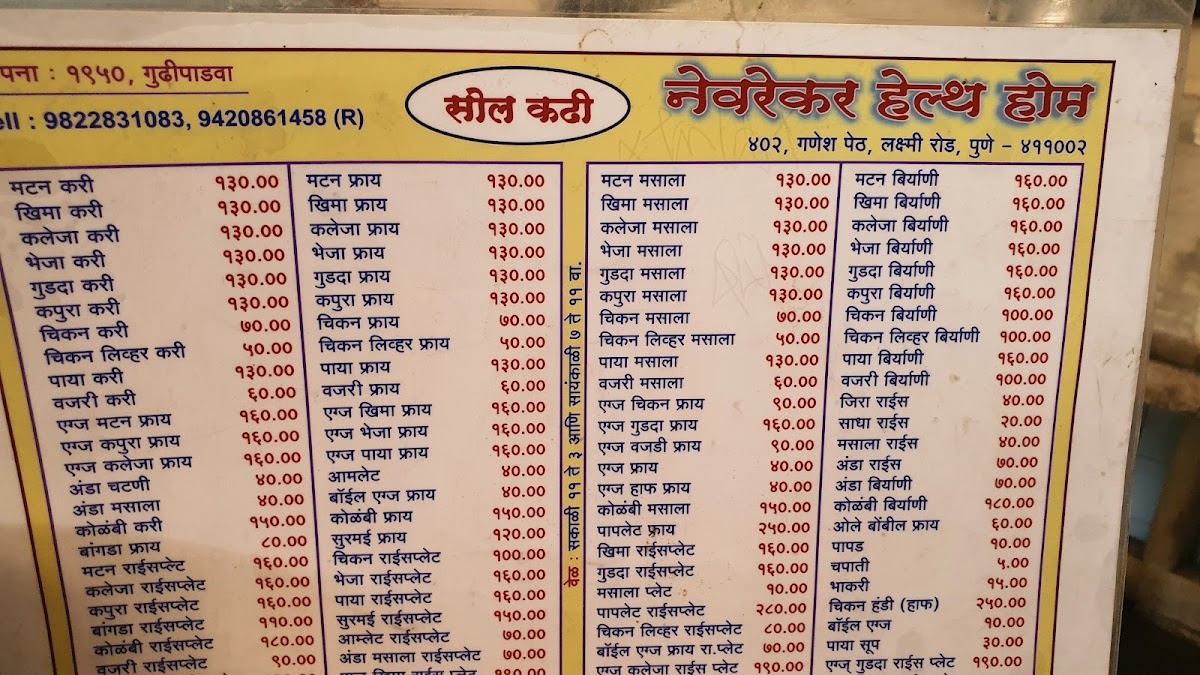 पना : १९५०, गुढीपाडवा
ell : 9822831083, 9420861458 (R)
सोल कढी
नेवरेकर हेल्थ होम
४०२, गणेश पेठ, लक्ष्मी रोड, पुणे – ४११००२
मटन करी १३०.००
खिमा करी १३०.००
कलेजा करी १३०.००
भेजा करी १३०.००
गुडदा करी १३०.००
कपुरा करी १३०.००
चिकन करी ७०.००
चिकन लिव्हर करी ५०.००
पाया करी १३०.००
वजरी करी ६०.००
एग्ज मटन फ्राय १६०.००
एग्ज कपुरा फ्राय १६०.००
एग्ज कलेजा फ्राय १६०.००
अंडा चटणी ४०.००
अंडा मसाला ४०.००
कोळंबी करी १५०.००
बांगडा फ्राय ८०.००
मटन राईसप्लेट १६०.००
कलेजा राईसप्लेट १६०.००
कपुरा राईसप्लेट १६०.००
बांगडा राईसप्लेट ११०.००
कोळंबी राईसप्लेट १८०.००
वजरी राईसप्लेट ९०.००
मटन फ्राय १३०.००
खिमा फ्राय १३०.००
कलेजा फ्राय १३०.००
भेजा फ्राय १३०.००
गुडदा फ्राय १३०.००
कपुरा फ्राय १३०.००
चिकन फ्राय ७०.००
चिकन लिव्हर फ्राय ५०.००
पाया फ्राय १३०.००
वजरी फ्राय ६०.००
एग्ज खिमा फ्राय १६०.००
एग्ज भेजा फ्राय १६०.००
एग्ज पाया फ्राय १६०.००
आमलेट ४०.००
बॉईल एग्ज फ्राय ४०.००
कोळंबी फ्राय १५०.००
सुरमई फ्राय १२०.००
चिकन राईसप्लेट १००.००
भेजा राईसप्लेट १६०.००
पाया राईसप्लेट १६०.००
सुरमई राईसप्लेट १५०.००
आम्लेट राईसप्लेट ७०.००
अंडा मसाला राईसप्लेट ७०.००
वेळ : सकाळी ११ ते ३ आणि सायंकाळी ७ ते ११ वा.
मटन मसाला १३०.००
खिमा मसाला १३०.००
कलेजा मसाला १३०.००
भेजा मसाला १३०.००
गुडदा मसाला १३०.००
कपुरा मसाला १३०.००
चिकन मसाला ७०.००
चिकन लिव्हर मसाला ५०.००
पाया मसाला १३०.००
वजरी मसाला ६०.००
एग्ज चिकन फ्राय ९०.००
एग्ज गुडदा फ्राय १६०.००
एग्ज वजडी फ्राय ९०.००
एग्ज फ्राय ४०.००
एग्ज हाफ फ्राय ४०.००
कोळंबी मसाला १५०.००
पापलेट फ्राय २५०.००
खिमा राईसप्लेट १६०.००
गुडदा राईसप्लेट १६०.००
मसाला प्लेट १०.००
पापलेट राईसप्लेट २८०.००
चिकन लिव्हर राईसप्लेट ८०.००
बॉईल एग्ज फ्राय रा.प्लेट ७०.००
एग्ज कलेजा राईस प्लेट १९०.००
मटन बिर्याणी १६०.००
खिमा बिर्याणी १६०.००
कलेजा बिर्याणी १६०.००
भेजा बिर्याणी १६०.००
गुडदा बिर्याणी १६०.००
कपुरा बिर्याणी १६०.००
चिकन बिर्याणी १००.००
चिकन लिव्हर बिर्याणी १००.००
पाया बिर्याणी १६०.००
वजरी बिर्याणी १००.००
जिरा राईस ४०.००
साधा राईस २०.००
मसाला राईस ४०.००
अंडा राईस ७०.००
अंडा बिर्याणी ७०.००
कोळंबी बिर्याणी १८०.००
ओले बोंबील फ्राय ६०.००
पापड १०.००
चपाती ५.००
भाकरी १५.००
चिकन हंडी (हाफ) २५०.००
बॉईल एग्ज १०.००
पाया सूप ३०.००
एग्ज् गुडदा राईस प्लेट १९०.००